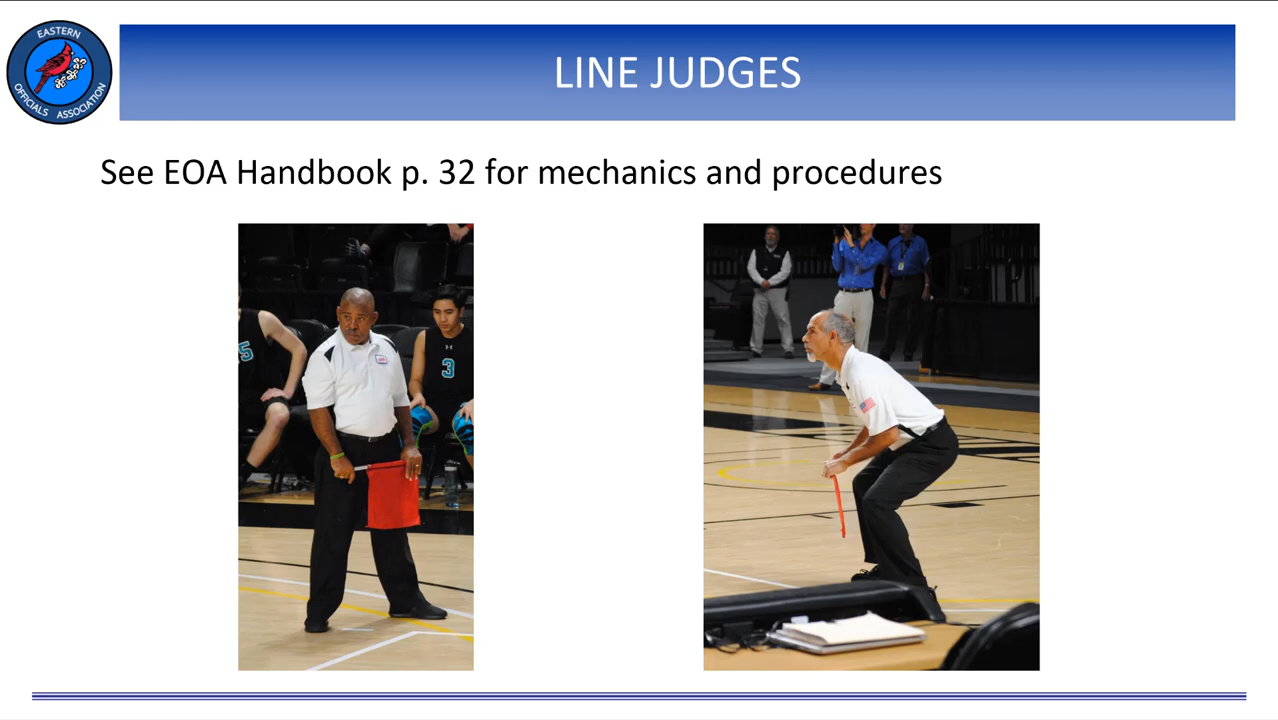 EASTERN
OFFICIALS ASSOCIATION
LINE JUDGES
See EOA Handbook p. 32 for mechanics and procedures
5
3